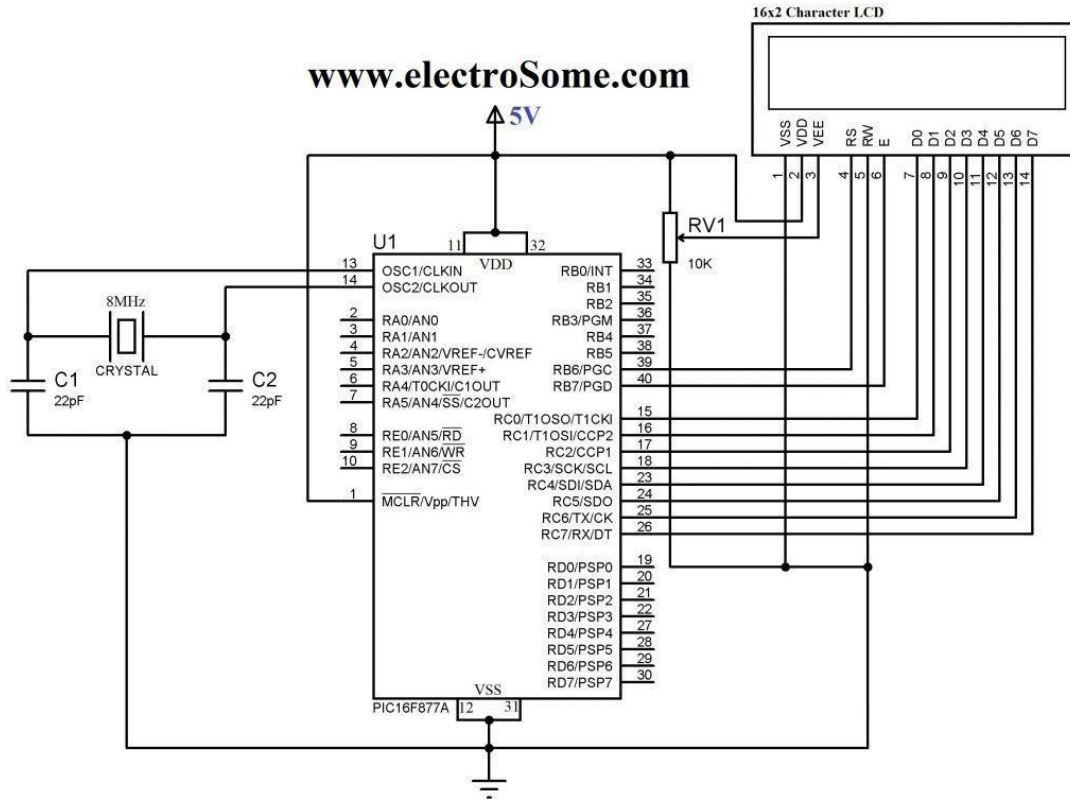 16x2 Character LCD
www.electroSome.com
5V
VSS
VDD
VEE
RS
RW
E
D0
D1
D2
D3
D4
D5
D6
D7
1
2
3
4
5
6
7
8
9
10
11
12
13
14
RV1
10K
U1
11
32
VDD
13 OSC1/CLKIN
14 OSC2/CLKOUT
2 RA0/AN0
3 RA1/AN1
4 RA2/AN2/VREF-/CVREF
5 RA3/AN3/VREF+
6 RA4/T0CKI/C1OUT
7 RA5/AN4/SS/C2OUT
8 RE0/AN5/RD
9 RE1/AN6/WR
10 RE2/AN7/CS
1 MCLR/Vpp/THV
RB0/INT 33
RB1 34
RB2 35
RB3/PGM 36
RB4 37
RB5 38
RB6/PGC 39
RB7/PGD 40
RC0/T1OSO/T1CKI 15
RC1/T1OSI/CCP2 16
RC2/CCP1 17
RC3/SCK/SCL 18
RC4/SDI/SDA 23
RC5/SDO 24
RC6/TX/CK 25
RC7/RX/DT 26
RD0/PSP0 19
RD1/PSP1 20
RD2/PSP2 21
RD3/PSP3 22
RD4/PSP4 27
RD5/PSP5 28
RD6/PSP6 29
RD7/PSP7 30
8MHz
CRYSTAL
C1
22pF
C2
22pF
VSS
PIC16F877A
12
31